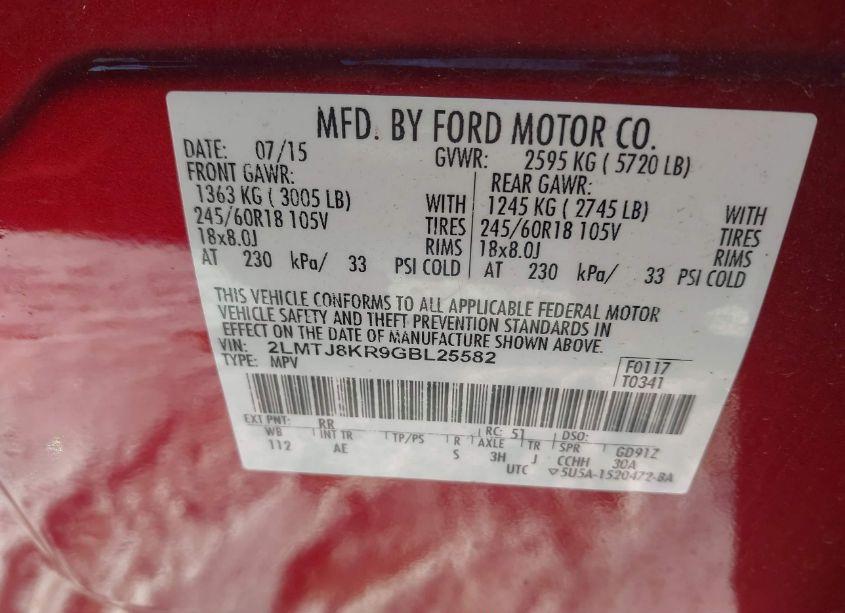 MFD. BY FORD MOTOR CO.
DATE: 07/15 GVWR: 2595 KG ( 5720 LB)
FRONT GAWR: REAR GAWR:
1363 KG ( 3005 LB) WITH 1245 KG ( 2745 LB) WITH
245/60R18 105V TIRES 245/60R18 105V TIRES
18x8.0J RIMS 18x8.0J RIMS
AT 230 kPa/ 33 PSI COLD AT 230 kPa/ 33 PSI COLD
THIS VEHICLE CONFORMS TO ALL APPLICABLE FEDERAL MOTOR
VEHICLE SAFETY AND THEFT PREVENTION STANDARDS IN
EFFECT ON THE DATE OF MANUFACTURE SHOWN ABOVE.
VIN: 2LMTJ8KR9GBL25582 F0117
TYPE: MPV T0341
EXT PNT: RR RC: 51 DSO:
WB INT TR TP/PS R AXLE TR SPR GD91Z
112 AE S 3H J CCHH 30A
UTC ▽5U5A-1520472-BA